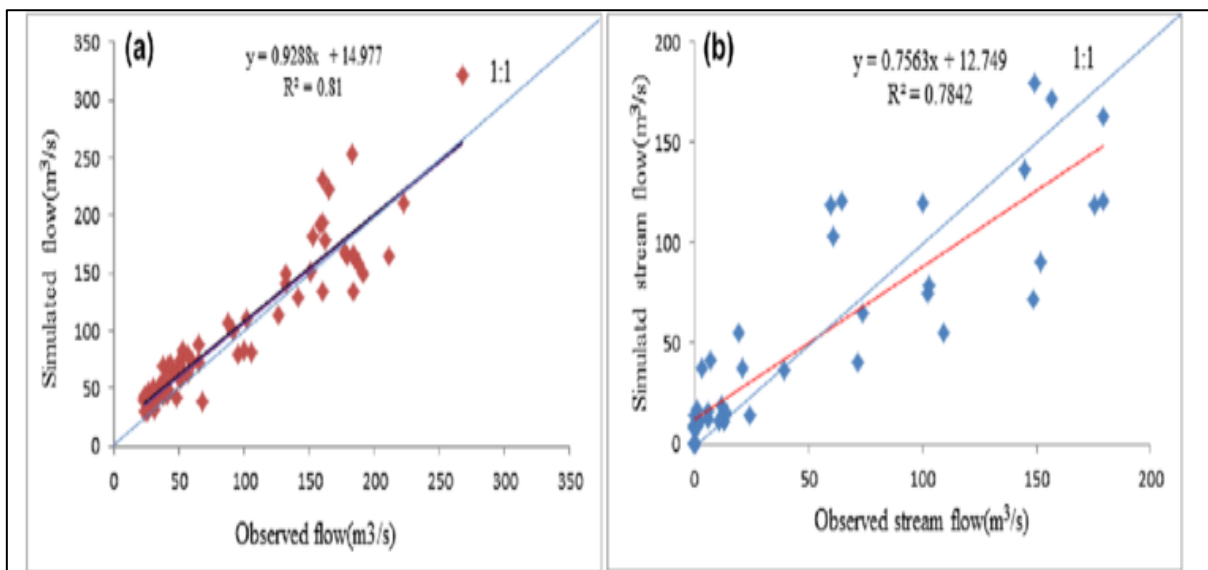 (a)
y = 0.9288x + 14.977
R² = 0.81
1:1
350
300
250
200
150
100
50
0
Simulated flow(m³/s)
0 50 100 150 200 250 300 350
Observed flow(m3/s)
(b)
y = 0.7563x + 12.749
R² = 0.7842
1:1
200
150
100
50
0
Simulatd stream flow(m³/s)
0 50 100 150 200
Observed stream flow(m³/s)